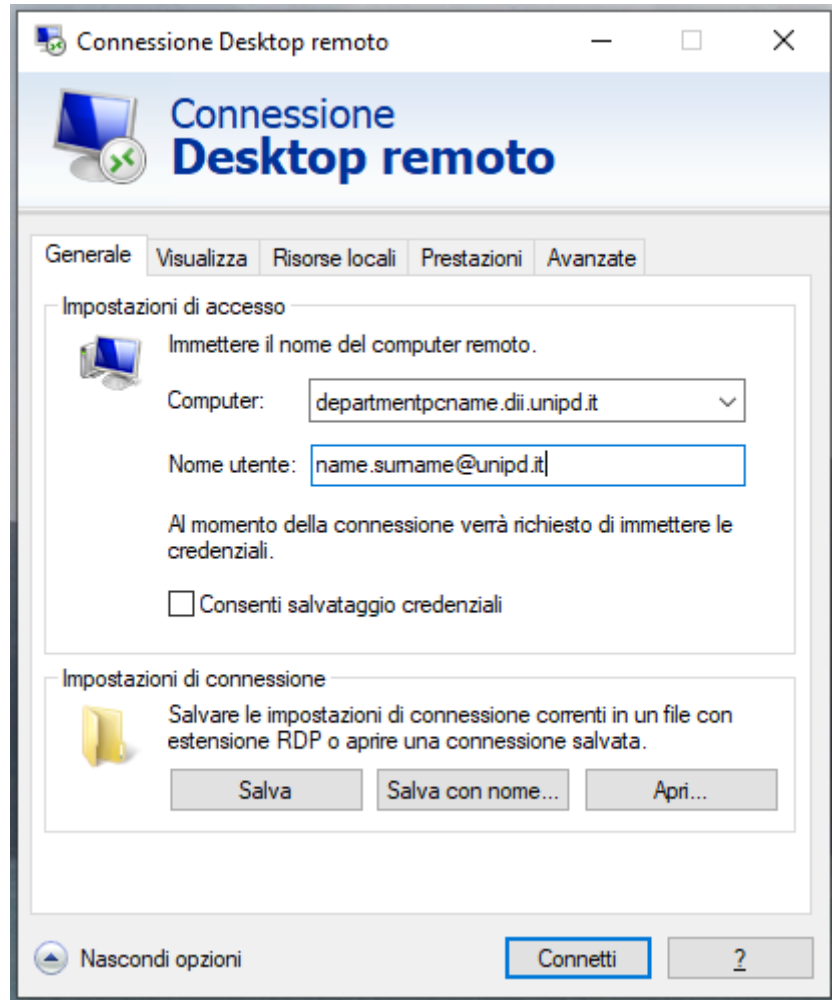 Connessione Desktop remoto
Connessione
Desktop remoto
Generale Visualizza Risorse locali Prestazioni Avanzate
Impostazioni di accesso
Immettere il nome del computer remoto.
Computer: departmentpcname.dii.unipd.it
Nome utente: name.surname@unipd.it
Al momento della connessione verrà richiesto di immettere le
credenziali.
Consenti salvataggio credenziali
Impostazioni di connessione
Salvare le impostazioni di connessione correnti in un file con
estensione RDP o aprire una connessione salvata.
Salva Salva con nome... Apri...
Nascondi opzioni Connetti ?